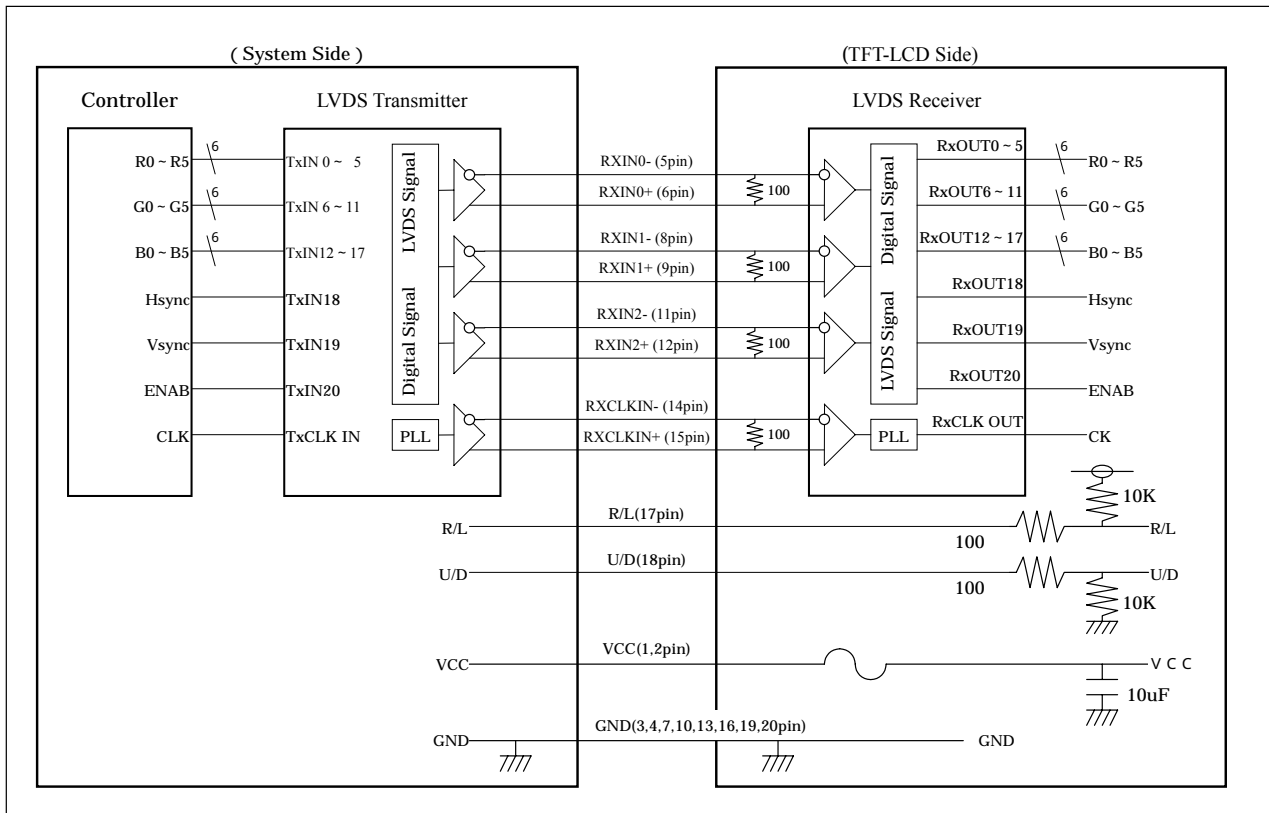 ( System Side )
(TFT-LCD Side)
Controller
LVDS Transmitter
LVDS Receiver
R0 ~ R5
6
TxIN 0 ~ 5
G0 ~ G5
6
TxIN 6 ~ 11
B0 ~ B5
6
TxIN12 ~ 17
Hsync
TxIN18
Vsync
TxIN19
ENAB
TxIN20
CLK
TxCLK IN
LVDS Signal
Digital Signal
PLL
RXIN0- (5pin)
RXIN0+ (6pin)
100
RXIN1- (8pin)
RXIN1+ (9pin)
100
RXIN2- (11pin)
RXIN2+ (12pin)
100
RXCLKIN- (14pin)
RXCLKIN+ (15pin)
100
Digital Signal
LVDS Signal
PLL
RxOUT0 ~ 5
6
R0 ~ R5
RxOUT6 ~ 11
6
G0 ~ G5
RxOUT12 ~ 17
6
B0 ~ B5
RxOUT18
Hsync
RxOUT19
Vsync
RxOUT20
ENAB
RxCLK OUT
CK
10K
R/L
R/L(17pin)
100
R/L
U/D
U/D(18pin)
100
U/D
10K
VCC
VCC(1,2pin)
V C C
10uF
GND
GND(3,4,7,10,13,16,19,20pin)
GND